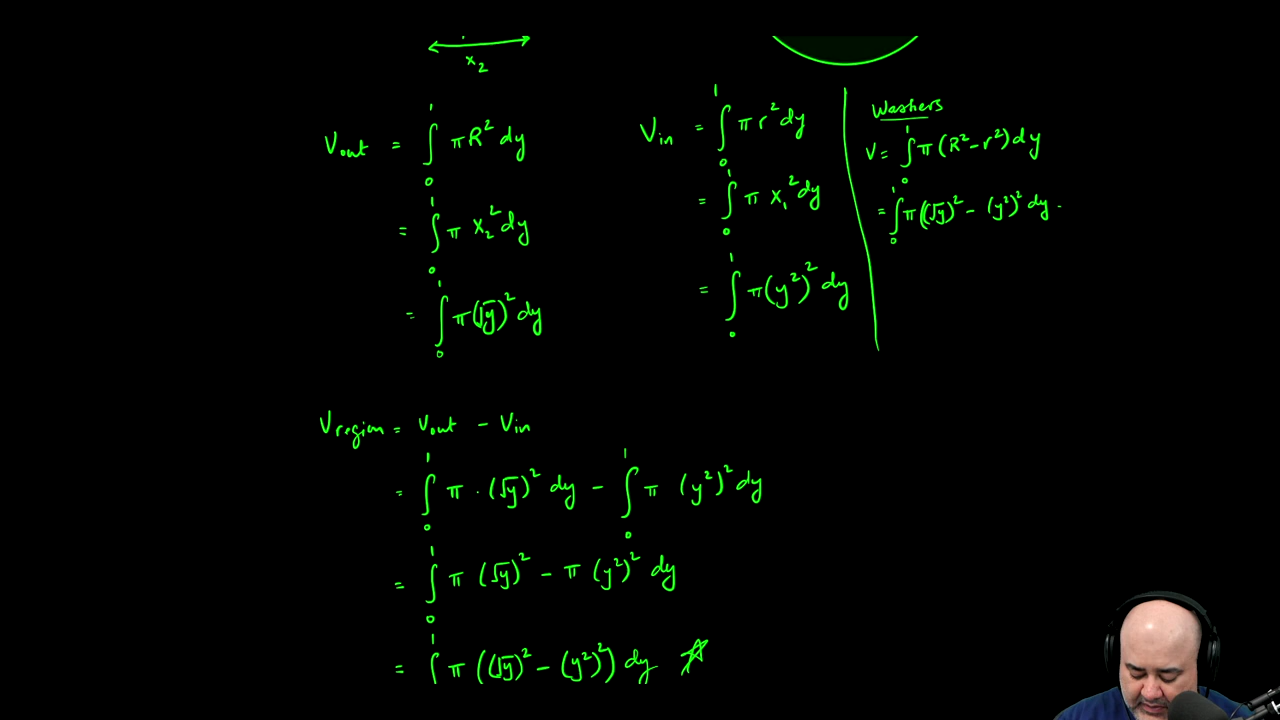 x₂
V_out = ∫₀¹ πR² dy
= ∫₀¹ π x₂² dy
= ∫₀¹ π(√y)² dy
V_in = ∫₀¹ π r² dy
= ∫₀¹ π x₁² dy
= ∫₀¹ π(y²)² dy
Washers
V = ∫₀¹ π(R² - r²) dy
= ∫₀¹ π((√y)² - (y²)² dy.
V_region = V_out - V_in
= ∫₀¹ π · (√y)² dy - ∫₀¹ π (y²)² dy
= ∫₀¹ π (√y)² - π (y²)² dy
= ∫¹ π ((√y)² - (y²)²) dy ☆